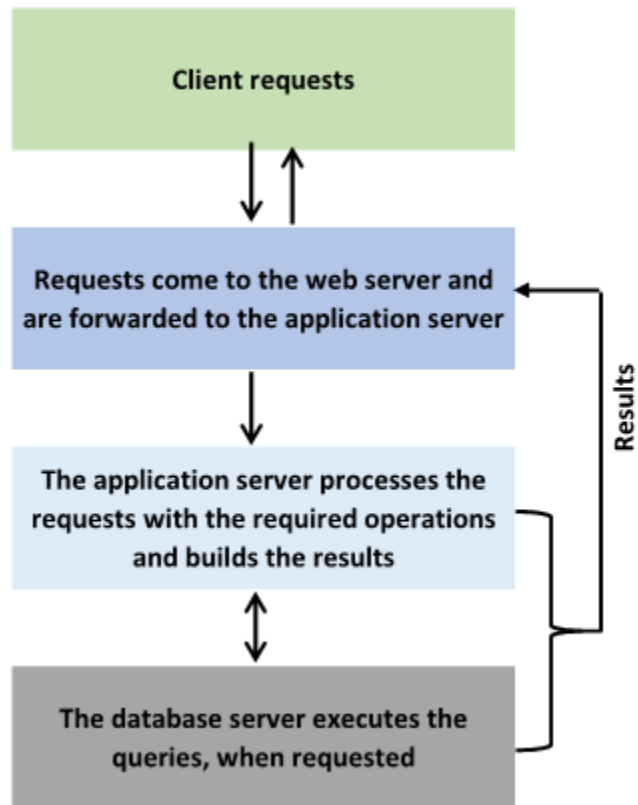 Client requests
Requests come to the web server and
are forwarded to the application server
Results
The application server processes the
requests with the required operations
and builds the results
The database server executes the
queries, when requested